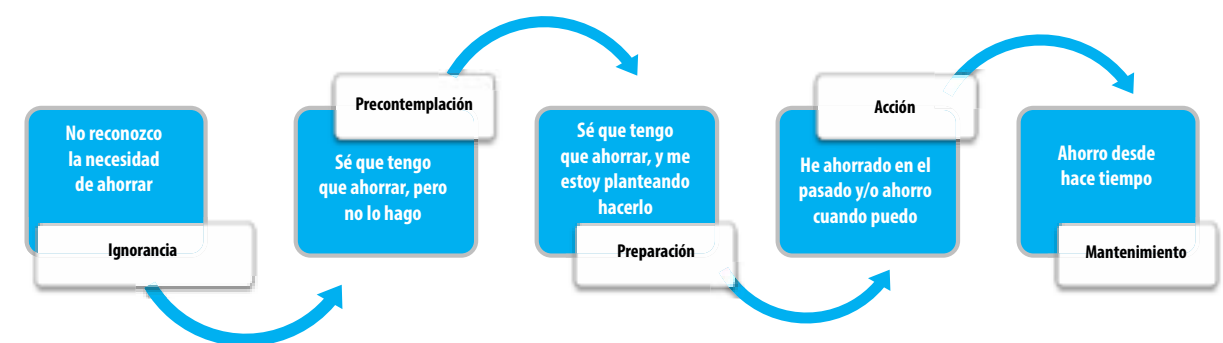 No reconozco
la necesidad
de ahorrar
Ignorancia
Precontemplación
Sé que tengo
que ahorrar, pero
no lo hago
Sé que tengo
que ahorrar, y me
estoy planteando
hacerlo
Preparación
Acción
He ahorrado en el
pasado y/o ahorro
cuando puedo
Ahorro desde
hace tiempo
Mantenimiento